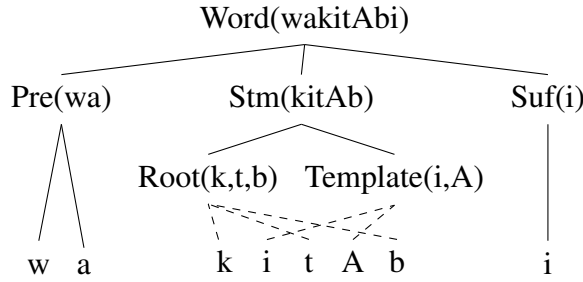 Word(wakitAbi)
Pre(wa) Stm(kitAb) Suf(i)
Root(k,t,b) Template(i,A)
w a k i t A b i